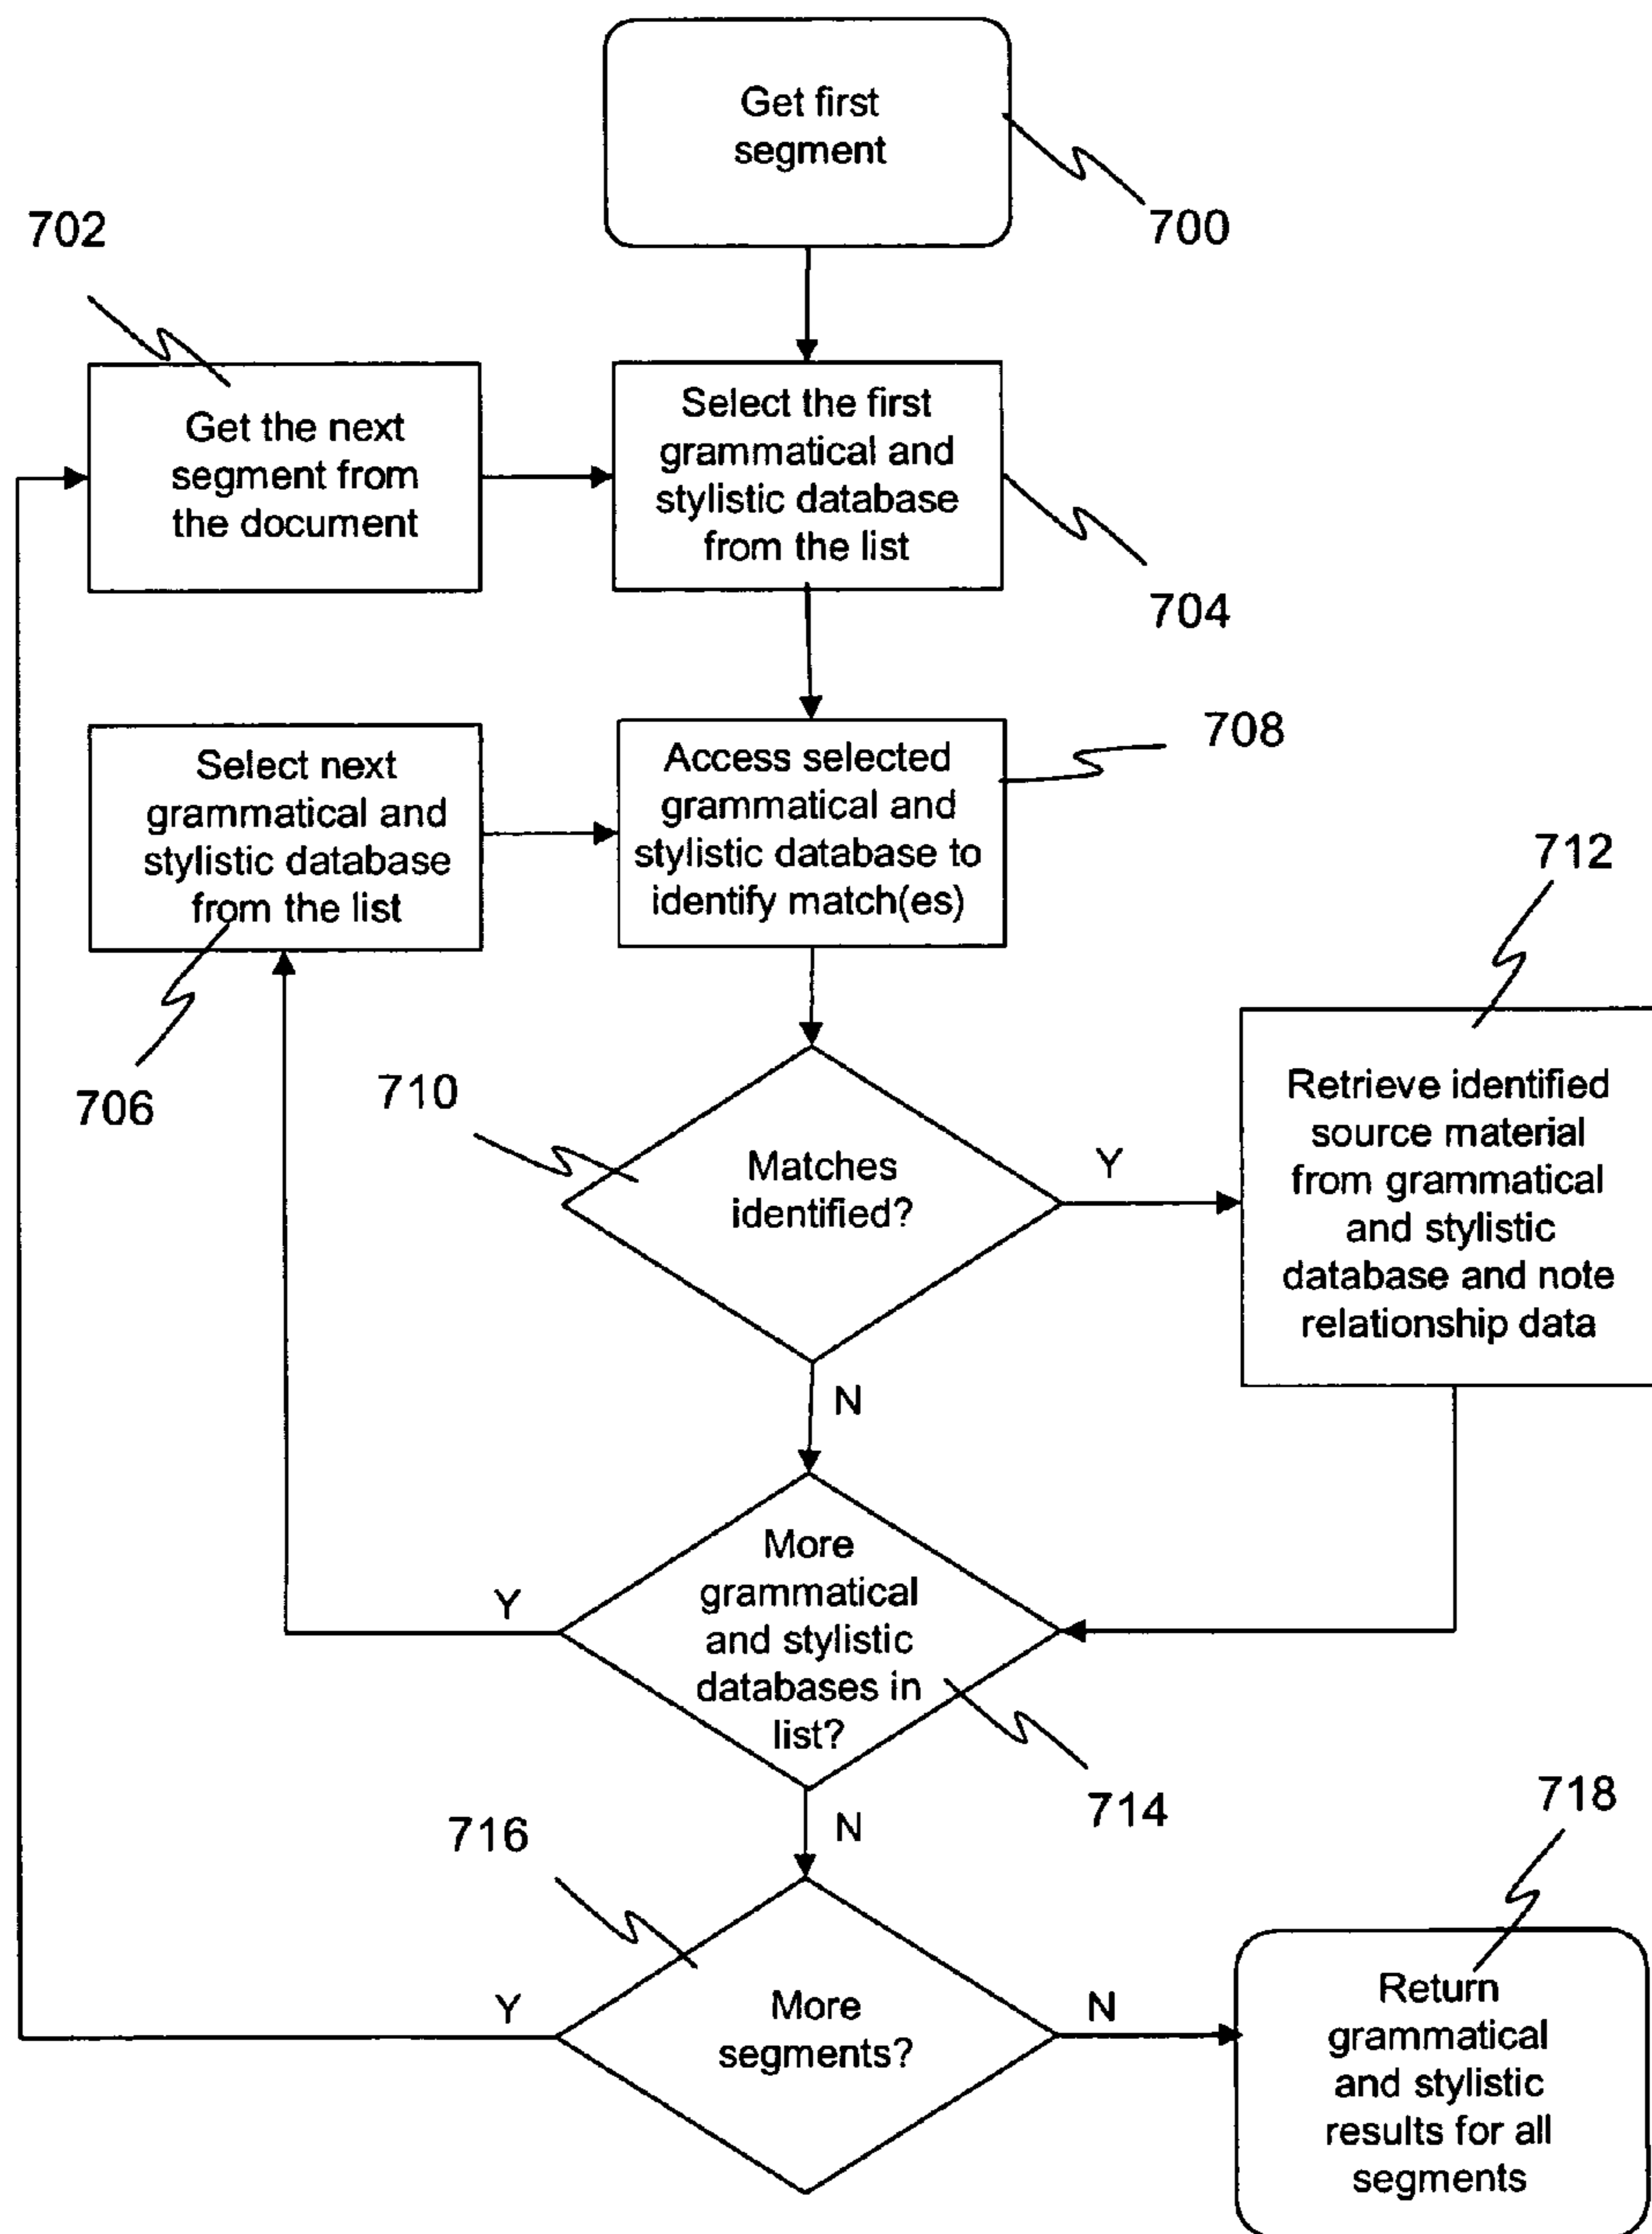 Get first
segment
700
702
Get the next
segment from
the document
Select the first
grammatical and
stylistic database
from the list
704
Select next
grammatical and
stylistic database
from the list
706
Access selected
grammatical and
stylistic database to
identify match(es)
708
710
Matches
identified?
Y
N
712
Retrieve identified
source material
from grammatical
and stylistic
database and note
relationship data
More
grammatical
and stylistic
databases in
list?
Y
N
714
716
More
segments?
Y
N
718
Return
grammatical
and stylistic
results for all
segments